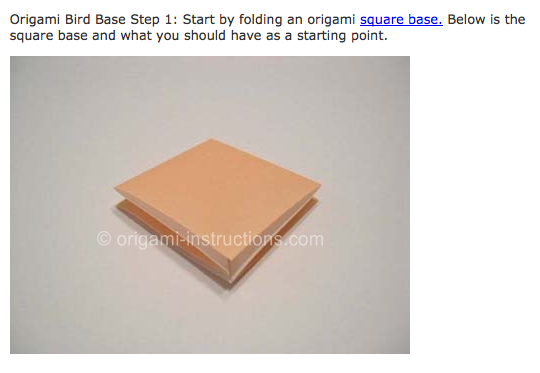 Origami Bird Base Step 1: Start by folding an origami square base. Below is the
square base and what you should have as a starting point.
© origami-instructions.com